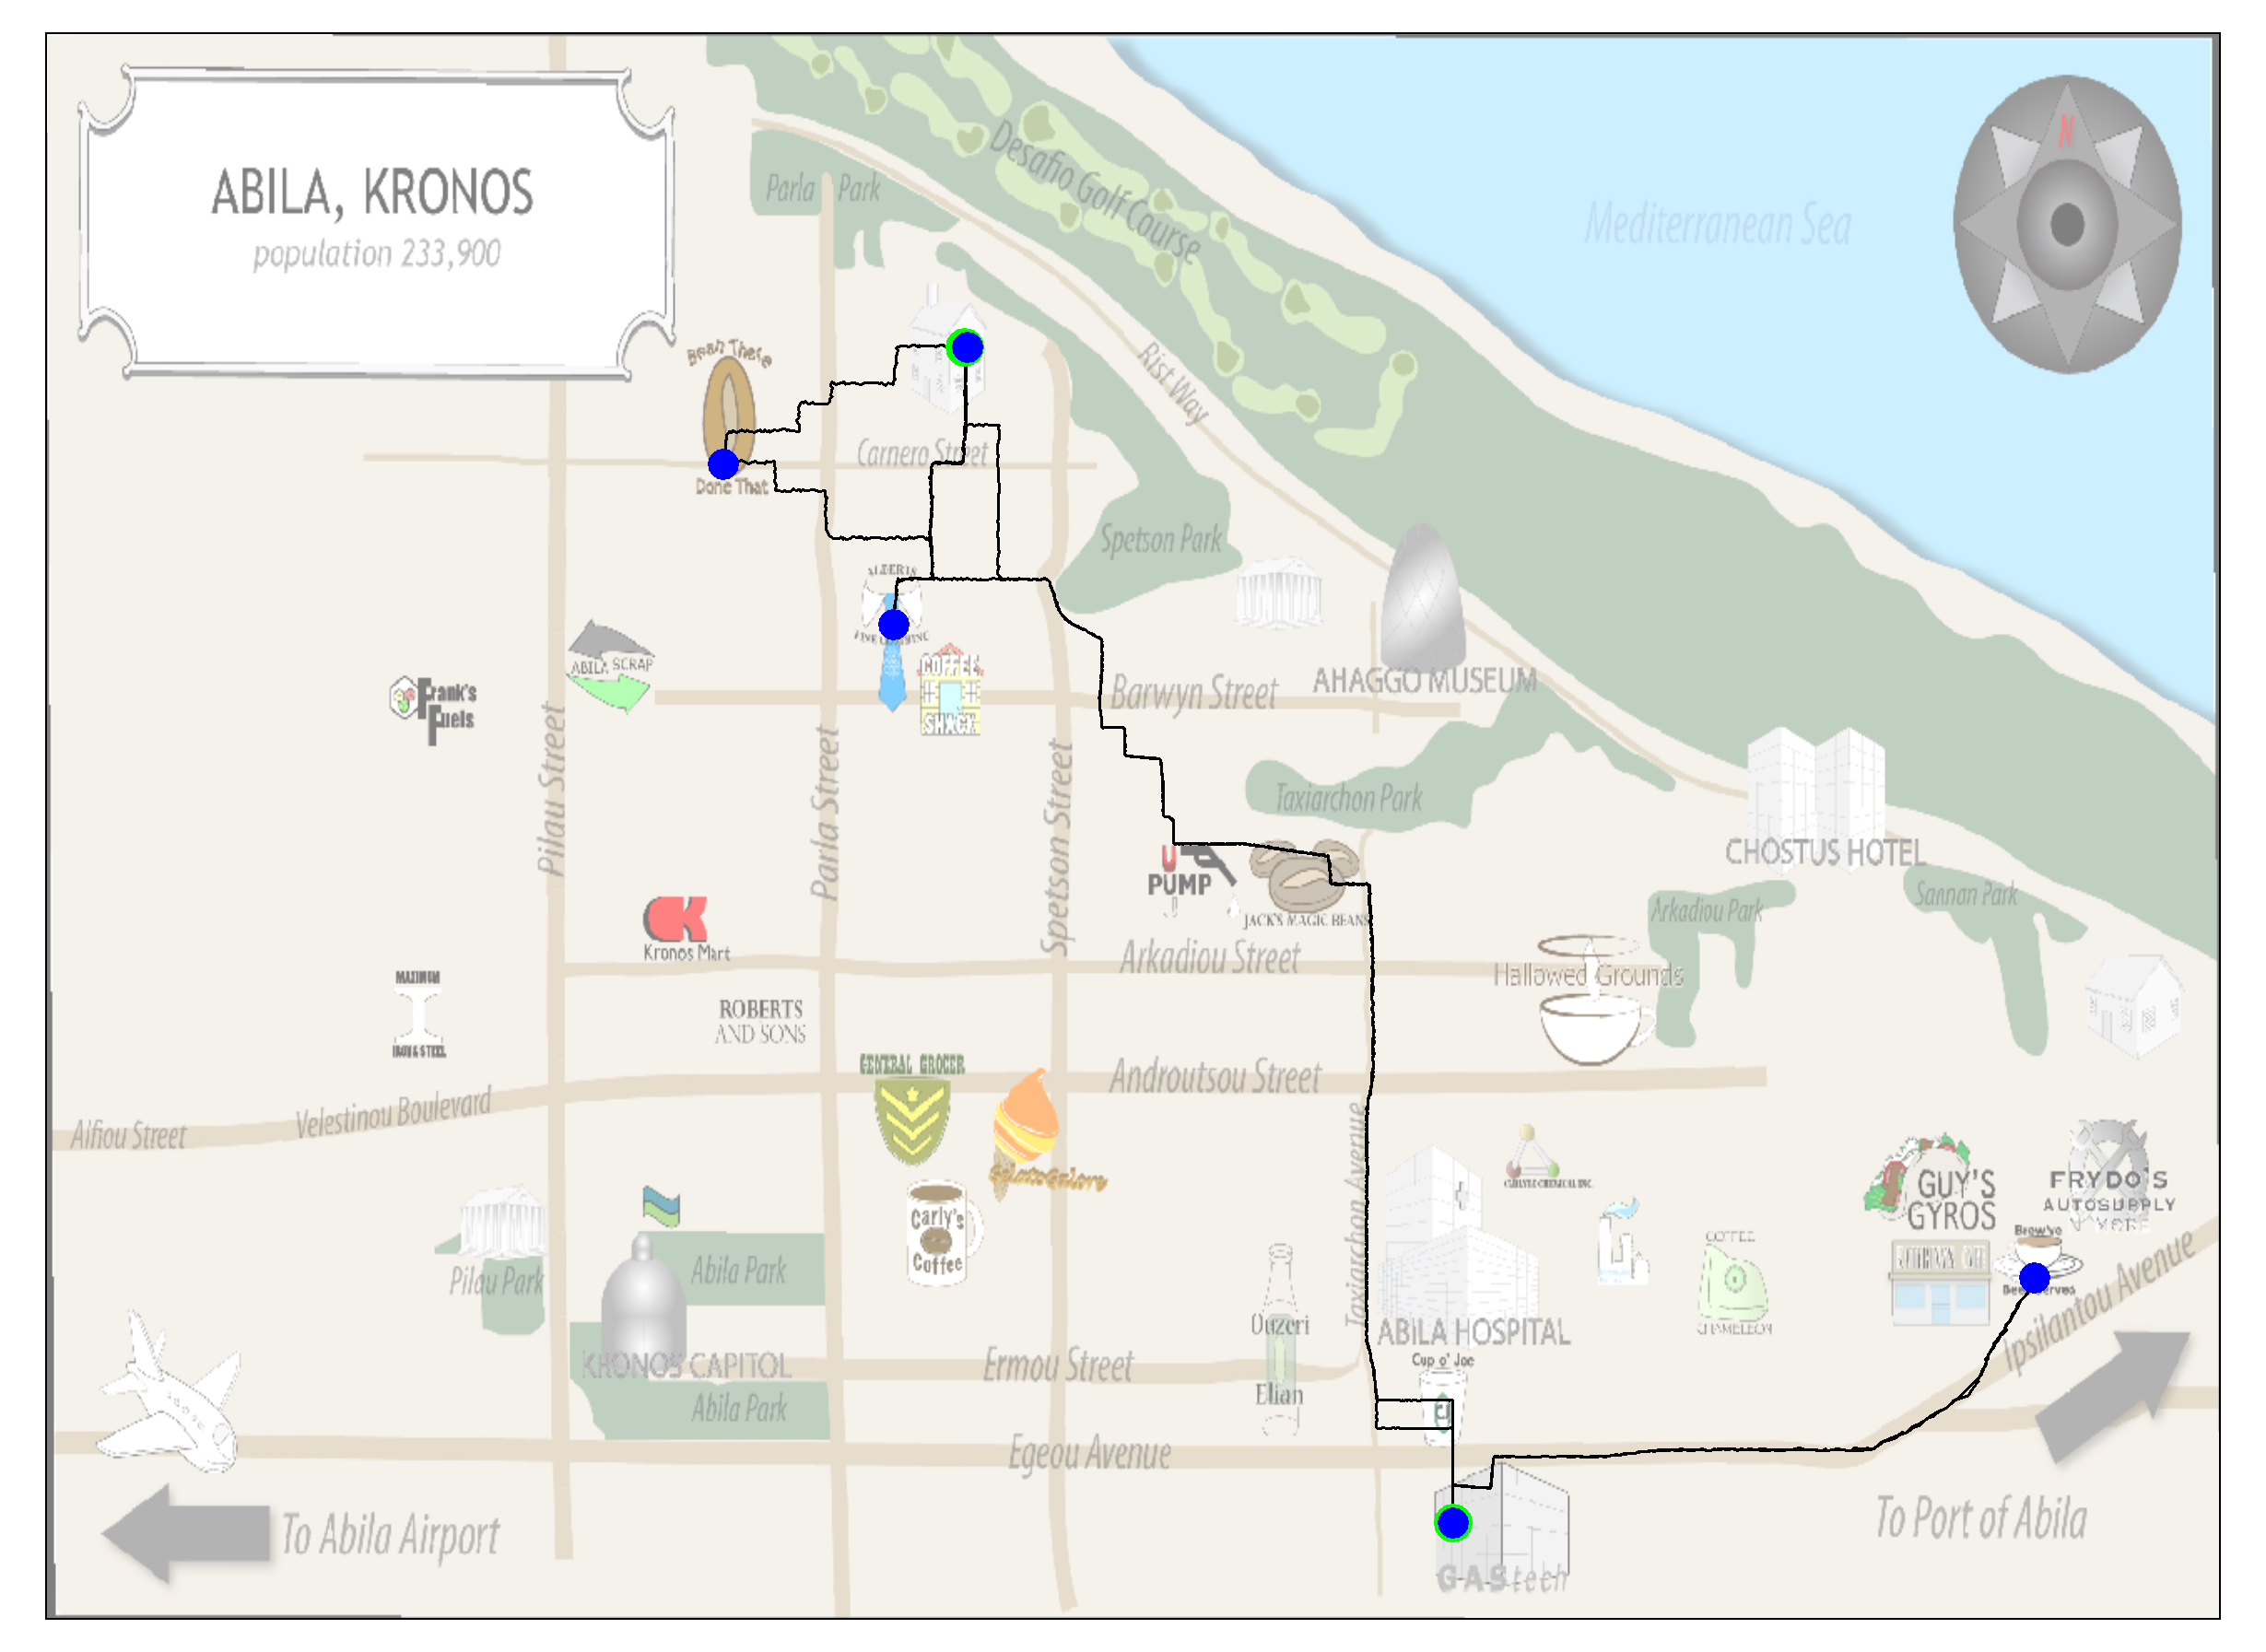 ABILA, KRONOS
population 233,900
N
Mediterranean Sea
Desafio Golf Course
Parla Park
Rist Way
Bean There
Done That
Carnero Street
Spetson Park
ALBERTS
FINE CLOTHING
ABILA SCRAP
COFFEE
SHACK
Frank's
Fuels
Barwyn Street
AHAGGO MUSEUM
Pilau Street
Parla Street
Spetson Street
Taxiarchon Park
CHOSTUS HOTEL
U
PUMP
JACK'S MAGIC BEANS
Arkadiou Park
Sannan Park
Kronos Mart
Arkadiou Street
Hallowed Grounds
MAXIMUM
IRON & STEEL
ROBERTS
AND SONS
GENERAL GROCER
Androutsou Street
Alfiou Street
Velestinou Boulevard
GelatoGalore
Taxiarchon Avenue
CARLYLE CHEMICAL INC.
GUY'S
GYROS
FRYDO'S
AUTOSUPPLY
N' MORE
Carly's
Coffee
Pilau Park
Abila Park
Brew've
Been Served
COFFEE
CHAMELEON
Ipsilantou Avenue
Ouzeri
Elian
ABILA HOSPITAL
Cup o' Joe
KRONOS CAPITOL
Ermou Street
Abila Park
Egeou Avenue
To Abila Airport
To Port of Abila
GAStech